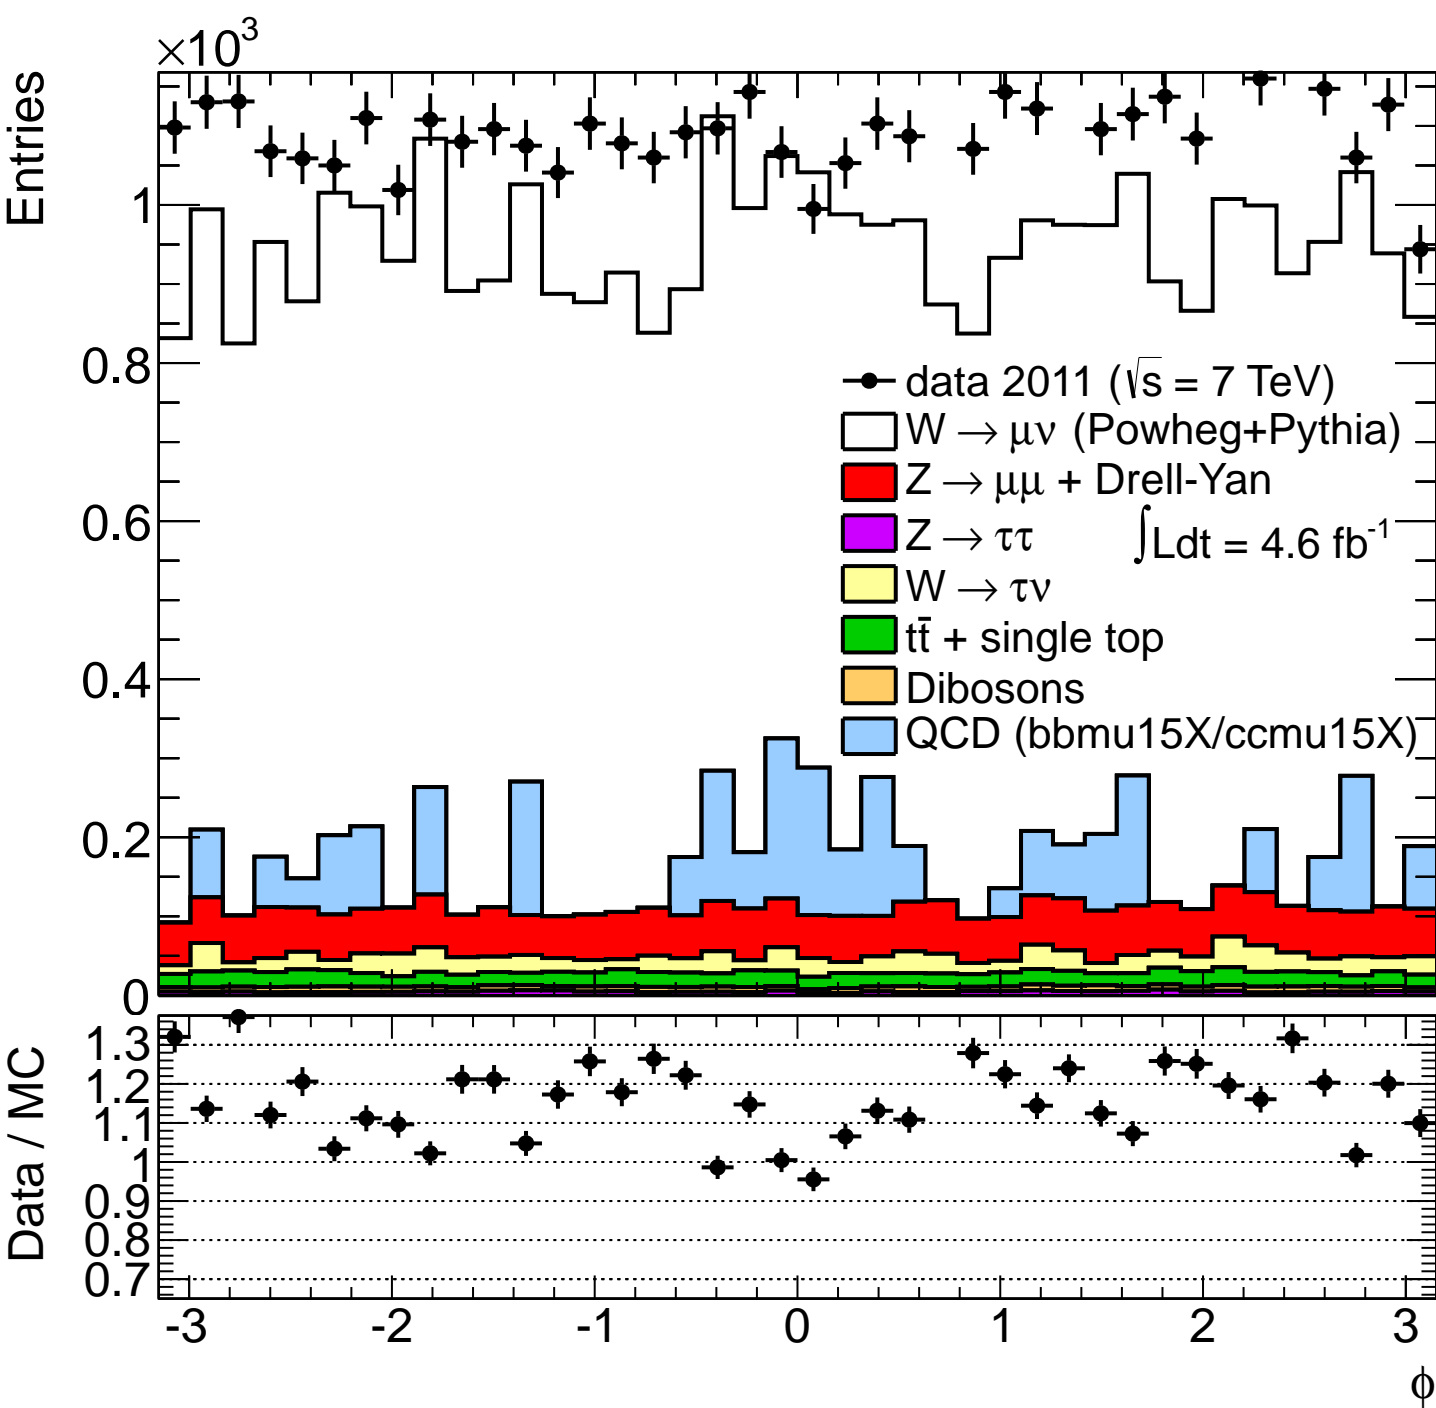 ×10³
Entries
1
0.8
0.6
0.4
0.2
0
data 2011 (√s = 7 TeV)
W → μν (Powheg+Pythia)
Z → μμ + Drell-Yan
Z → ττ
∫Ldt = 4.6 fb⁻¹
W → τν
tt̄ + single top
Dibosons
QCD (bbmu15X/ccmu15X)
Data / MC
1.3
1.2
1.1
1
0.9
0.8
0.7
-3 -2 -1 0 1 2 3
ϕ